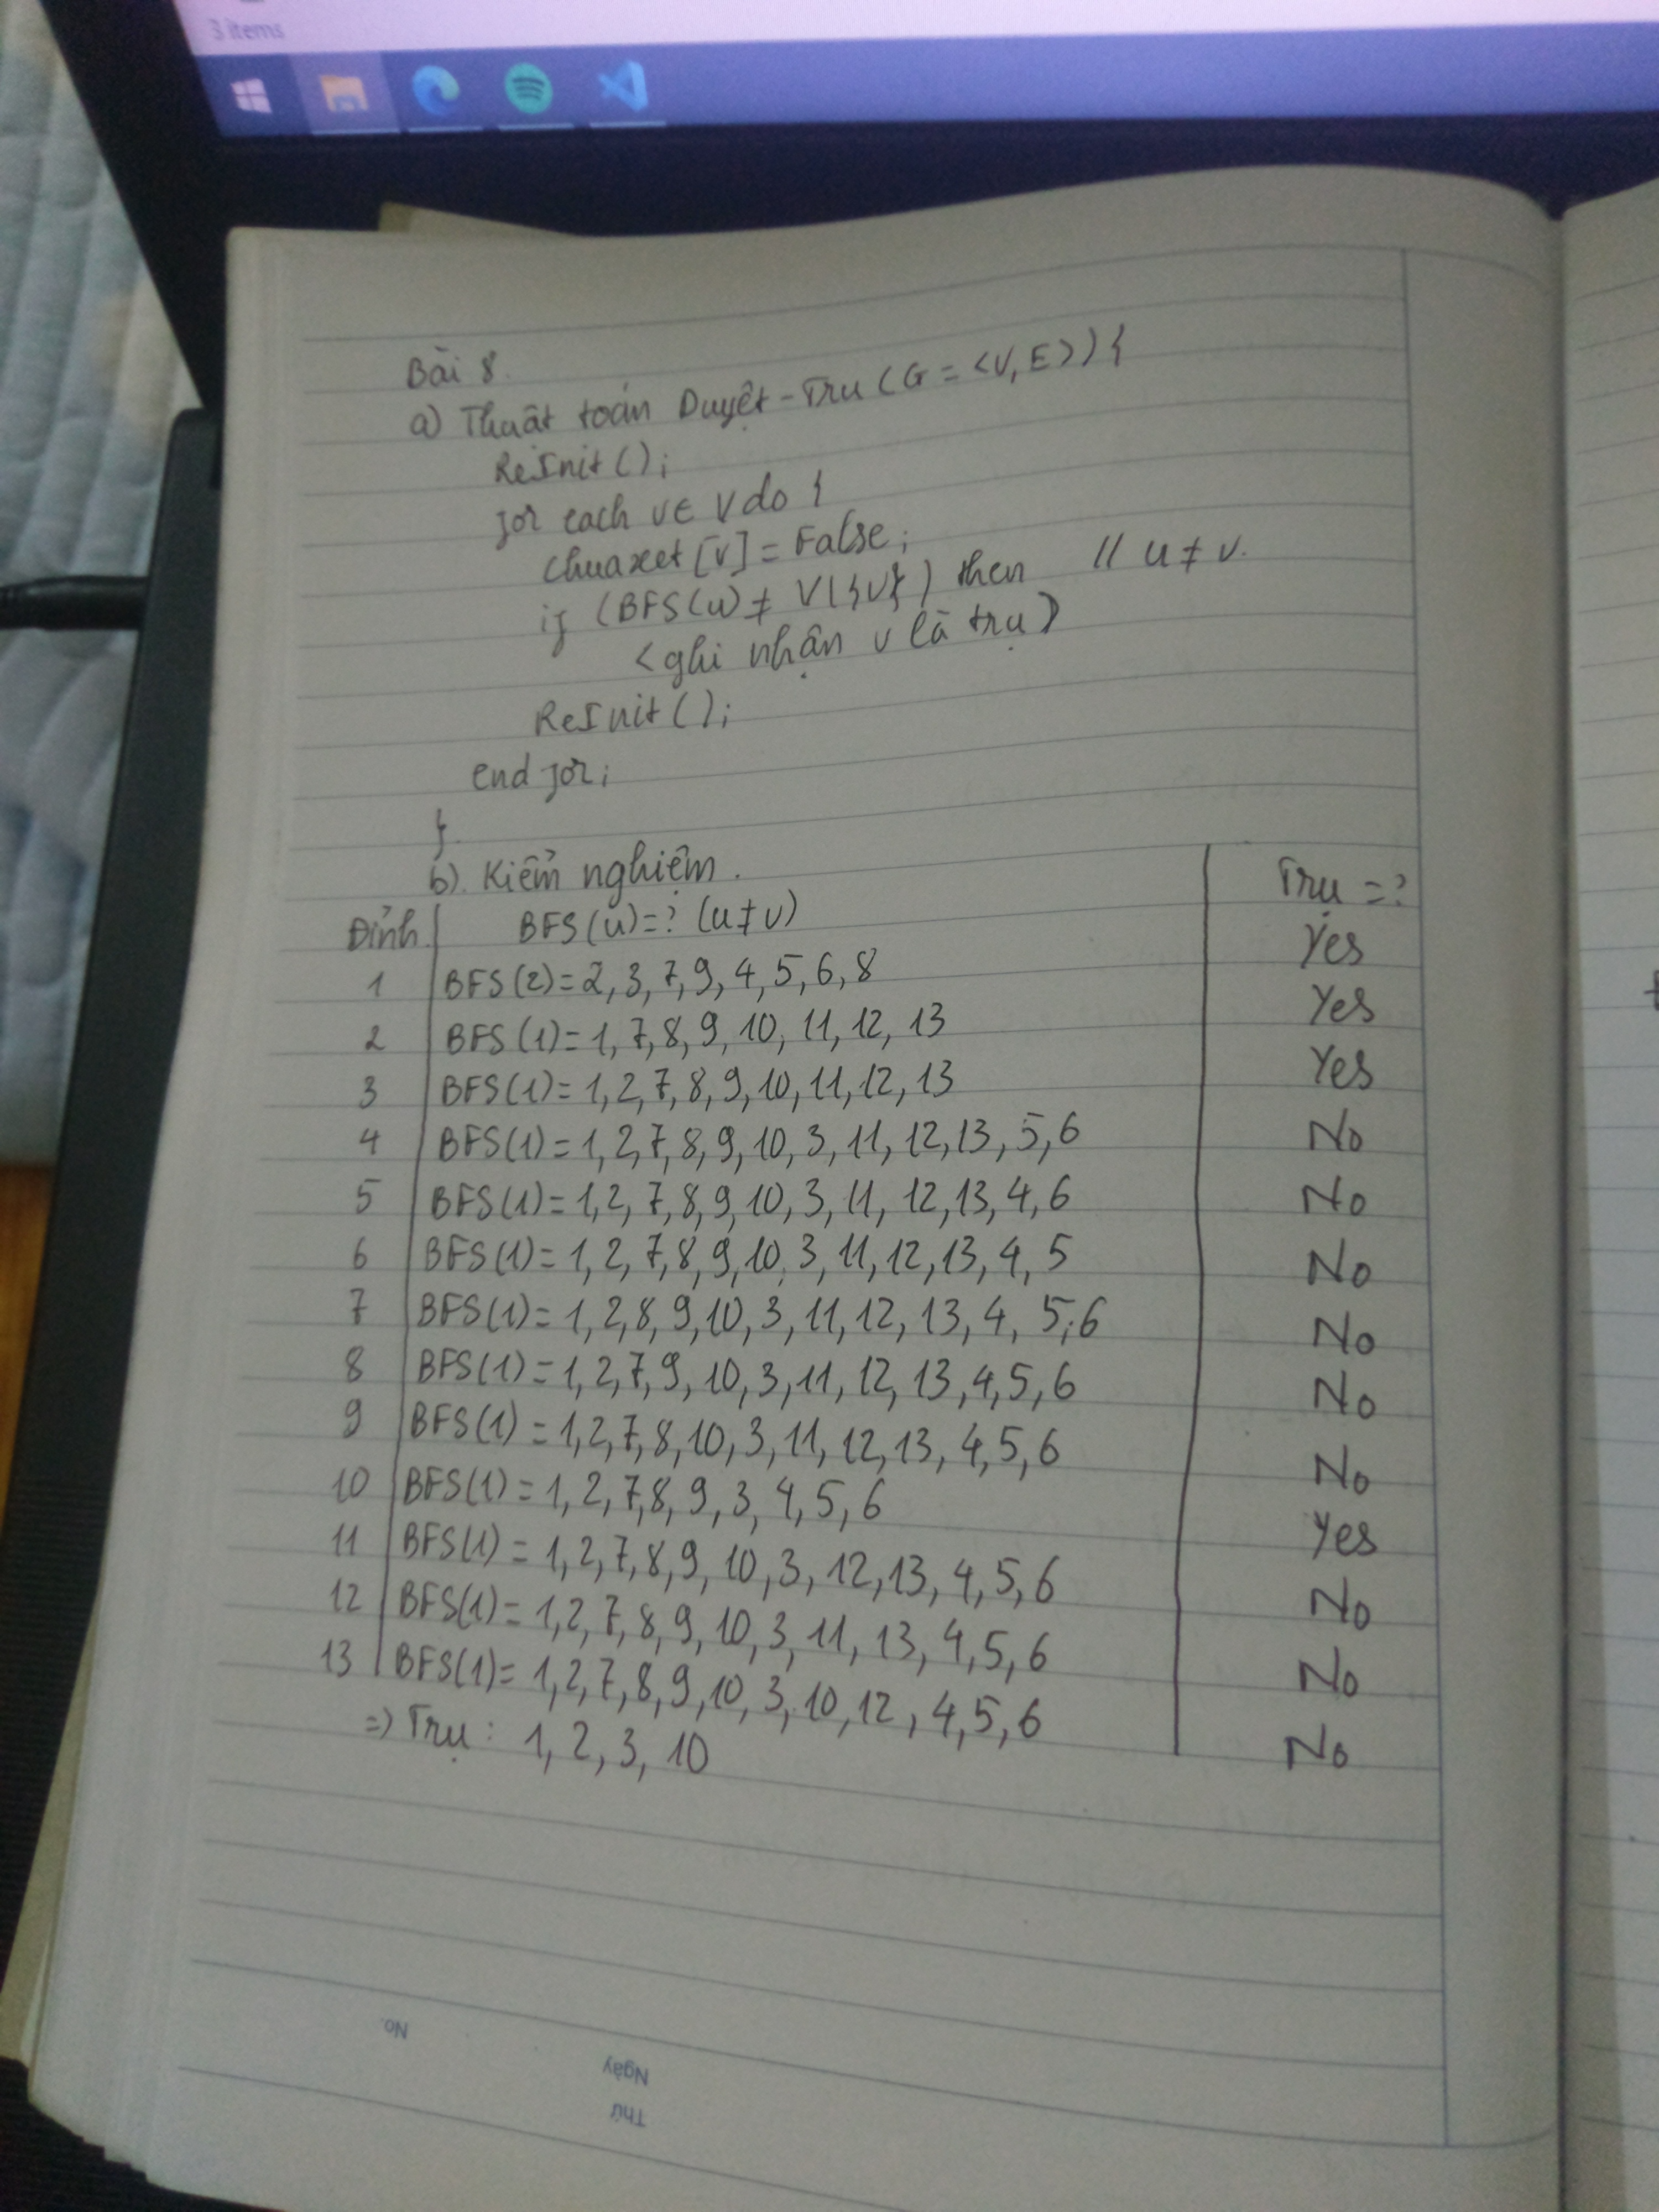 3 items
Bài 8.
a) Thuật toán Duyệt-Trụ (G = <V, E>) {
ReInit ();
for each v ∈ V do {
chuaxet [v] = False;
if (BFS(u) ≠ V\{v}) then // u ≠ v.
<ghi nhận v là trụ>
ReInit ();
end for;
}.
b). Kiểm nghiệm.
Đỉnh BFS(u)=? (u≠v) Trụ =?
1 BFS(2)= 2, 3, 7, 9, 4, 5, 6, 8 Yes
2 BFS(1)= 1, 7, 8, 9, 10, 11, 12, 13 Yes
3 BFS(1)= 1, 2, 7, 8, 9, 10, 11, 12, 13 Yes
4 BFS(1)= 1, 2, 7, 8, 9, 10, 3, 11, 12, 13, 5, 6 No
5 BFS(1)= 1, 2, 7, 8, 9, 10, 3, 11, 12, 13, 4, 6 No
6 BFS(1)= 1, 2, 7, 8, 9, 10, 3, 11, 12, 13, 4, 5 No
7 BFS(1)= 1, 2, 8, 9, 10, 3, 11, 12, 13, 4, 5, 6 No
8 BFS(1)= 1, 2, 7, 9, 10, 3, 11, 12, 13, 4, 5, 6 No
9 BFS(1)= 1, 2, 7, 8, 10, 3, 11, 12, 13, 4, 5, 6 No
10 BFS(1)= 1, 2, 7, 8, 9, 3, 4, 5, 6 Yes
11 BFS(1)= 1, 2, 7, 8, 9, 10, 3, 12, 13, 4, 5, 6 No
12 BFS(1)= 1, 2, 7, 8, 9, 10, 3, 11, 13, 4, 5, 6 No
13 BFS(1)= 1, 2, 7, 8, 9, 10, 3, 10, 12, 4, 5, 6 No
=) Trụ: 1, 2, 3, 10
No.
Ngày
Thứ